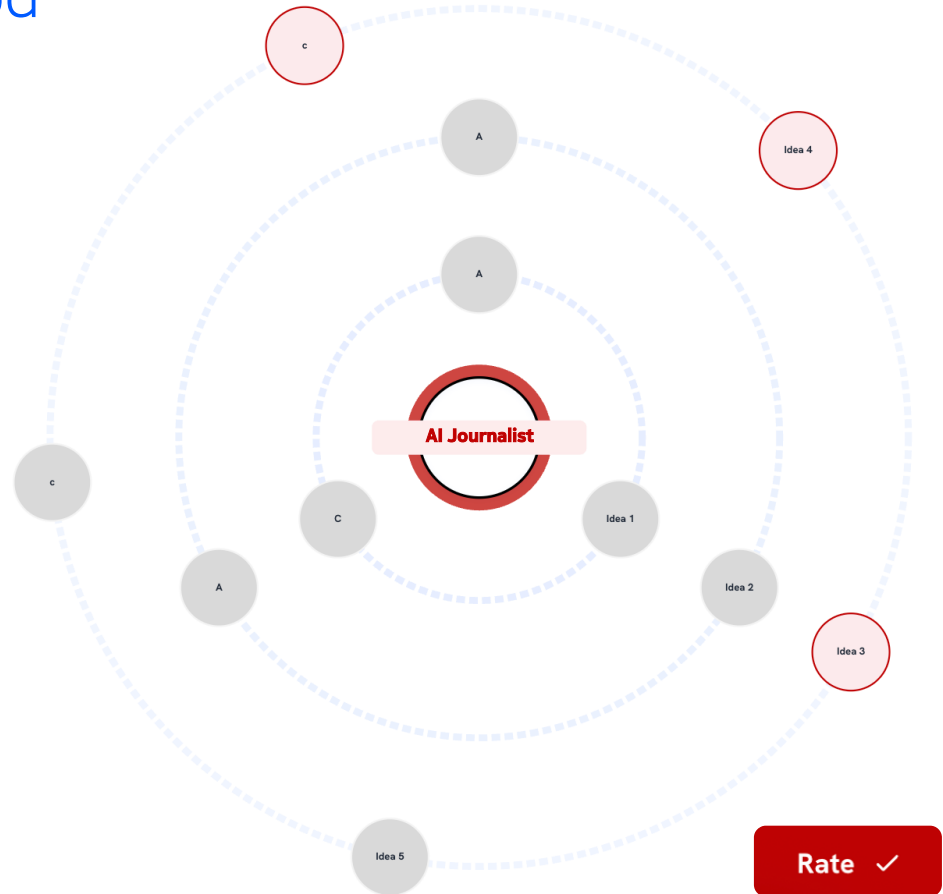 c
A
Idea 4
A
AI Journalist
c
C
Idea 1
A
Idea 2
Idea 3
Idea 5
Rate